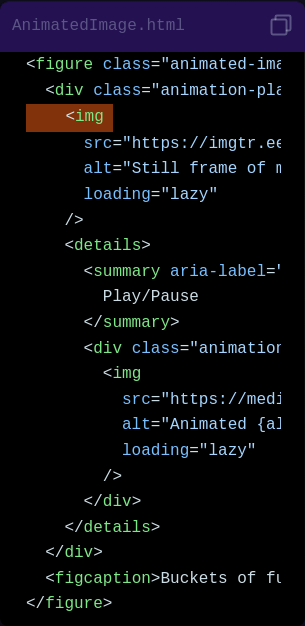 AnimatedImage.html
<figure class="animated-ima
<div class="animation-pla
<img
src="https://imgtr.ee
alt="Still frame of m
loading="lazy"
/>
<details>
<summary aria-label="
Play/Pause
</summary>
<div class="animation
<img
src="https://medi
alt="Animated {al
loading="lazy"
/>
</div>
</details>
</div>
<figcaption>Buckets of fu
</figure>